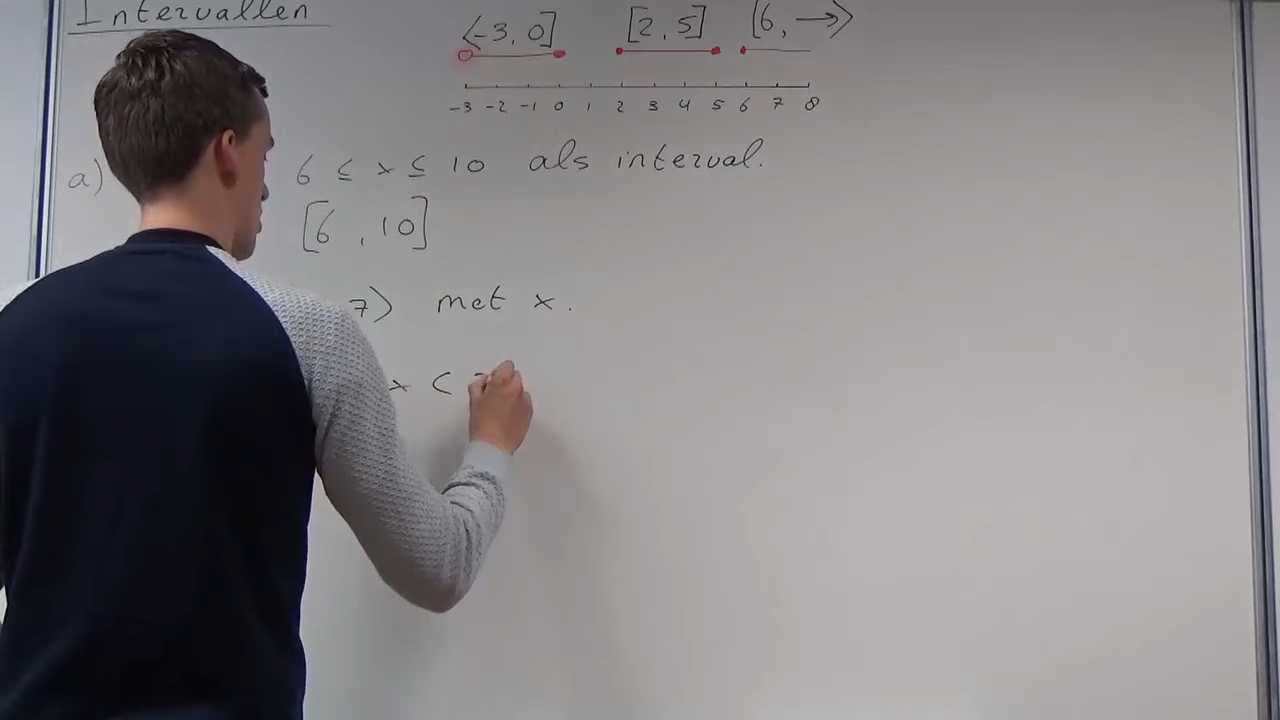 Intervallen
⟨-3, 0] [2, 5] [6, →⟩
-3 -2 -1 0 1 2 3 4 5 6 7 8
a) 6 ≤ x ≤ 10 als interval.
[6 , 10]
7⟩ met x.
x <